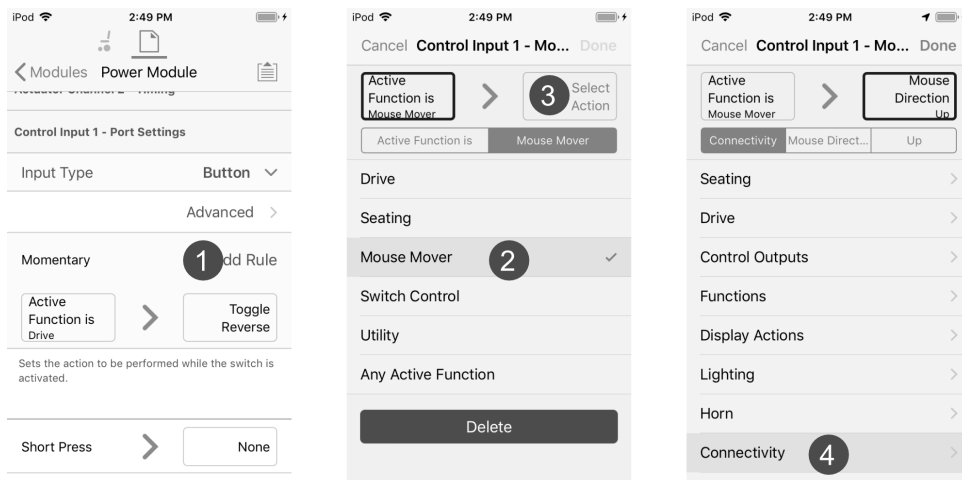 iPod 2:49 PM
Modules Power Module
Actuator Channel 2 - Timing
Control Input 1 - Port Settings
Input Type Button
Advanced
Momentary 1 dd Rule
Active
Function is
Drive
Toggle
Reverse
Sets the action to be performed while the switch is
activated.
Short Press None
iPod 2:49 PM
Cancel Control Input 1 - Mo... Done
Active
Function is
Mouse Mover
3 Select
Action
Active Function is Mouse Mover
Drive
Seating
Mouse Mover 2
Switch Control
Utility
Any Active Function
Delete
iPod 2:49 PM
Cancel Control Input 1 - Mo... Done
Active
Function is
Mouse Mover
Mouse
Direction
Up
Connectivity Mouse Direct... Up
Seating
Drive
Control Outputs
Functions
Display Actions
Lighting
Horn
Connectivity 4